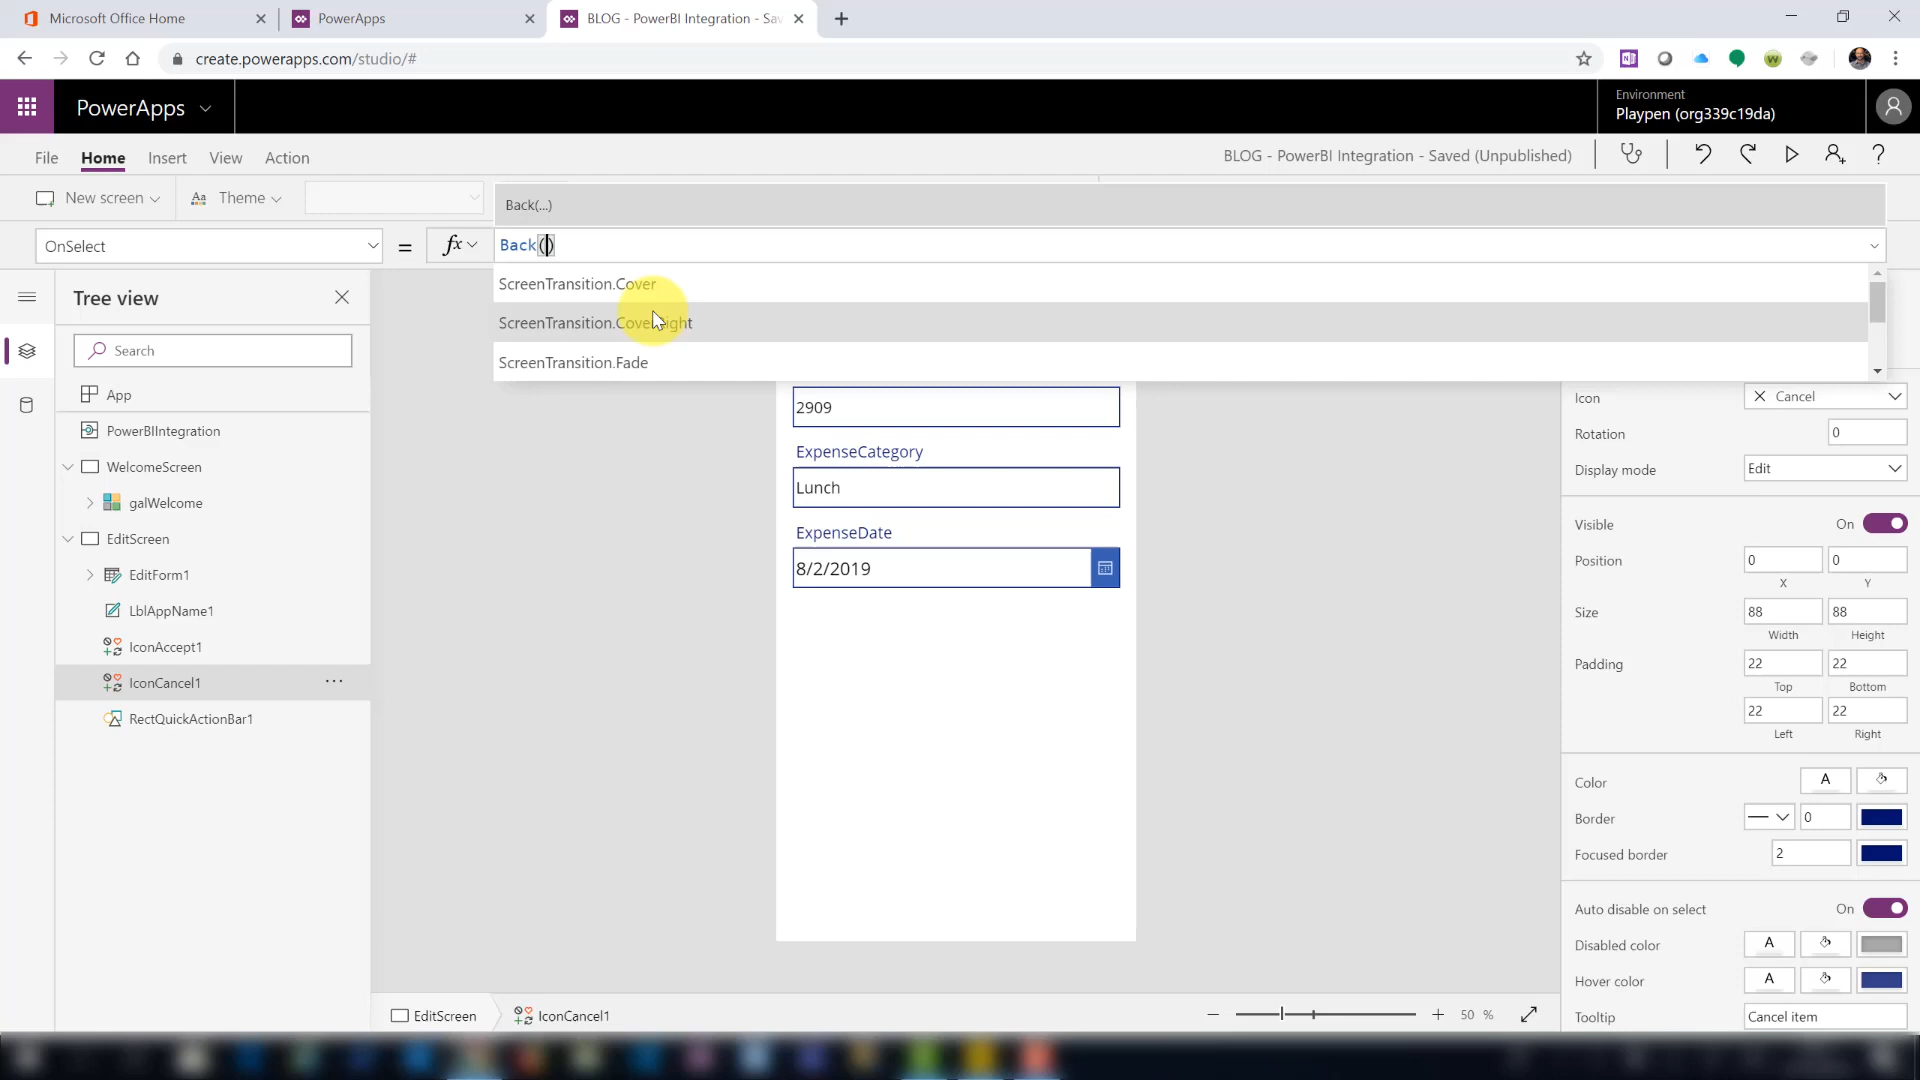 Microsoft Office Home
PowerApps
BLOG - PowerBI Integration - Sav
create.powerapps.com/studio/#
PowerApps
Environment
Playpen (org339c19da)
File Home Insert View Action
BLOG - PowerBI Integration - Saved (Unpublished)
New screen
Theme
Back(...)
OnSelect
= fx
Back()
ScreenTransition.Cover
ScreenTransition.CoverRight
ScreenTransition.Fade
Tree view
Search
App
PowerBIIntegration
WelcomeScreen
galWelcome
EditScreen
EditForm1
LblAppName1
IconAccept1
IconCancel1
RectQuickActionBar1
2909
ExpenseCategory
Lunch
ExpenseDate
8/2/2019
Icon
Cancel
Rotation
0
Display mode
Edit
Visible
On
Position
0 0
X Y
Size
88 88
Width Height
Padding
22 22
Top Bottom
22 22
Left Right
Color
A
Border
0
Focused border
2
Auto disable on select
On
Disabled color
A
Hover color
A
Tooltip
Cancel item
EditScreen
IconCancel1
50 %